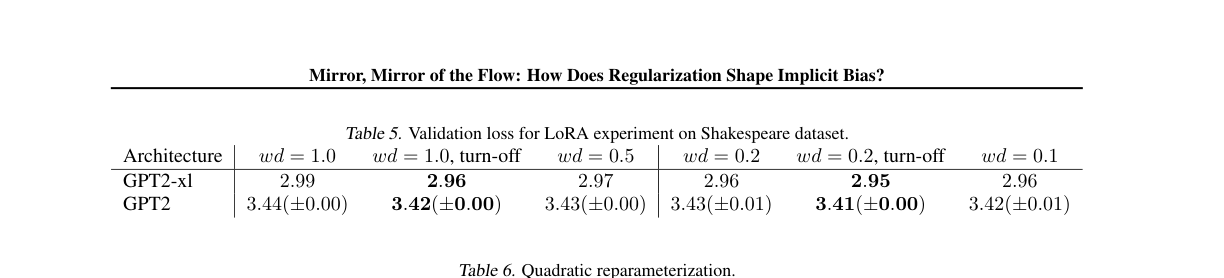 Mirror, Mirror of the Flow: How Does Regularization Shape Implicit Bias?
Table 5. Validation loss for LoRA experiment on Shakespeare dataset.
Architecture wd = 1.0 wd = 1.0, turn-off wd = 0.5 wd = 0.2 wd = 0.2, turn-off wd = 0.1
GPT2-xl 2.99 2.96 2.97 2.96 2.95 2.96
GPT2 3.44(±0.00) 3.42(±0.00) 3.43(±0.00) 3.43(±0.01) 3.41(±0.00) 3.42(±0.01)
Table 6. Quadratic reparameterization.